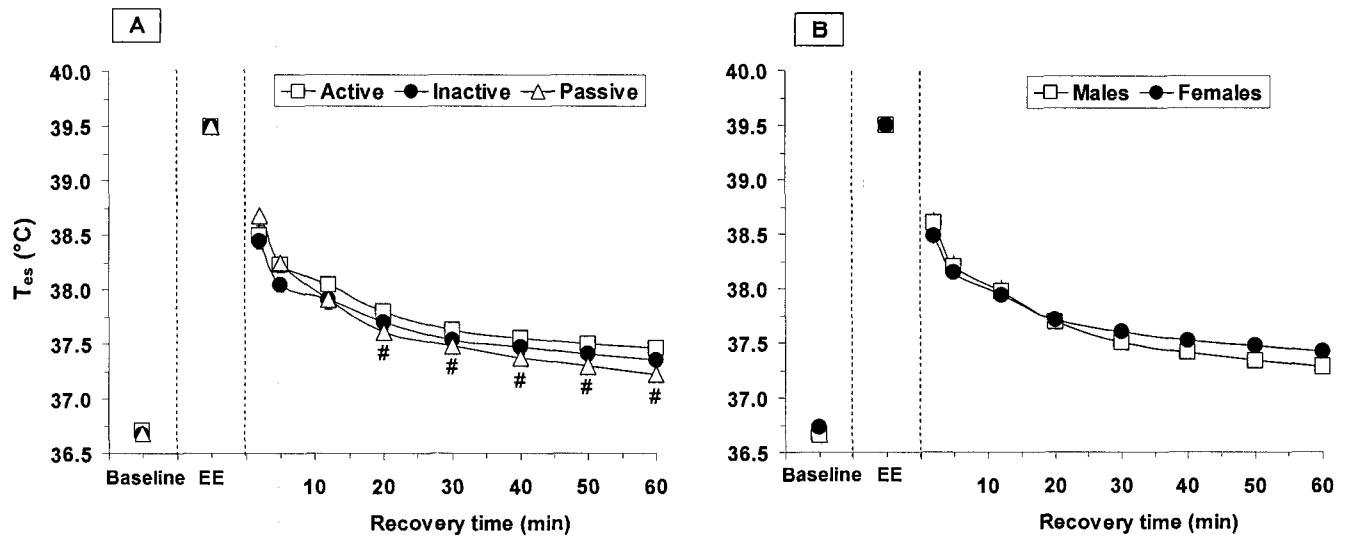 A
Active Inactive Passive
40.0
39.5
39.0
38.5
38.0
37.5
37.0
36.5
Tes (°C)
# # # # #
Baseline EE 10 20 30 40 50 60
Recovery time (min)
B
Males Females
40.0
39.5
39.0
38.5
38.0
37.5
37.0
36.5
Baseline EE 10 20 30 40 50 60
Recovery time (min)